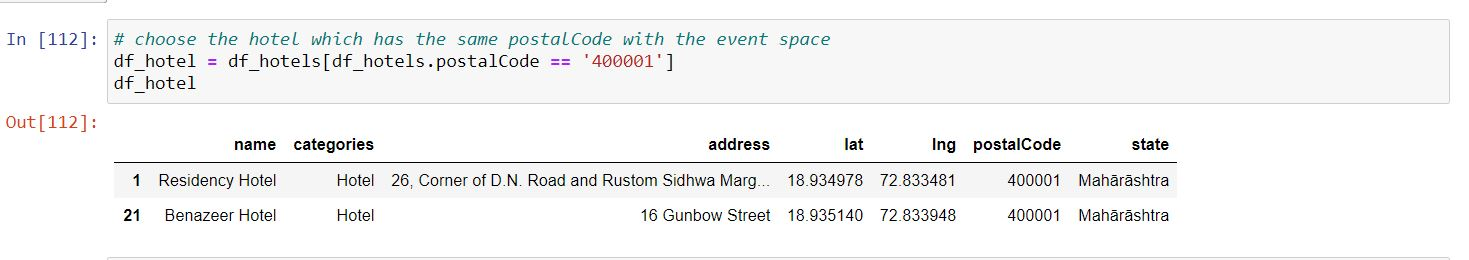 In [112]: # choose the hotel which has the same postalCode with the event space
df_hotel = df_hotels[df_hotels.postalCode == '400001']
df_hotel
Out[112]:
name categories address lat lng postalCode state
1 Residency Hotel Hotel 26, Corner of D.N. Road and Rustom Sidhwa Marg... 18.934978 72.833481 400001 Mahārāshtra
21 Benazeer Hotel Hotel 16 Gunbow Street 18.935140 72.833948 400001 Mahārāshtra